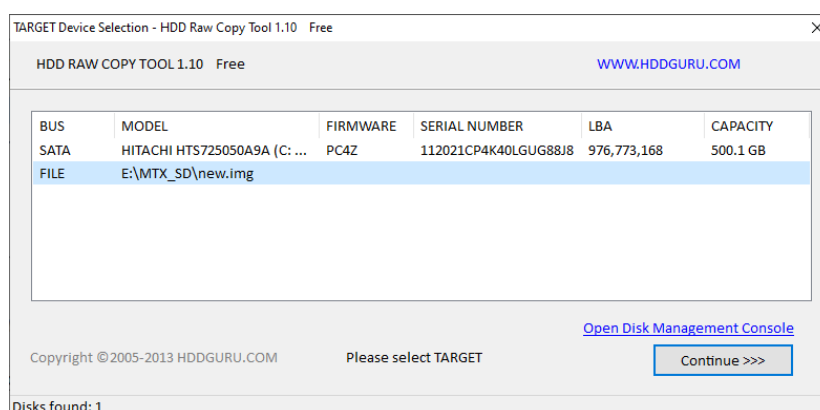 TARGET Device Selection - HDD Raw Copy Tool 1.10 Free
HDD RAW COPY TOOL 1.10 Free WWW.HDDGURU.COM
BUS MODEL FIRMWARE SERIAL NUMBER LBA CAPACITY
SATA HITACHI HTS725050A9A (C: ... PC4Z 112021CP4K40LGUG88J8 976,773,168 500.1 GB
FILE E:\MTX_SD\new.img
Open Disk Management Console
Copyright ©2005-2013 HDDGURU.COM Please select TARGET Continue >>>
Disks found: 1